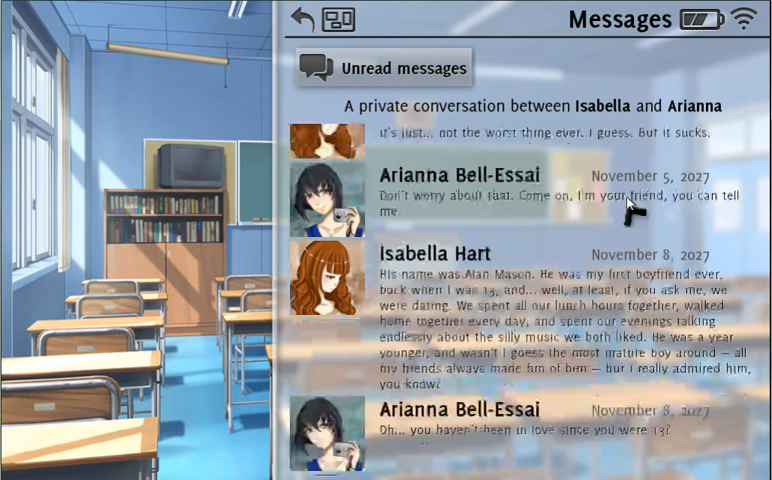 Messages
Unread messages
A private conversation between Isabella and Arianna
it's just... not the worst thing ever. I guess. But it sucks.
Arianna Bell-Essai
November 5, 2027
Don't worry about that. Come on, I'm your friend, you can tell
me.
Isabella Hart
November 8, 2027
His name was Alan Mason. He was my first boyfriend ever,
back when I was 13, and... well, at least, if you ask me, we
were dating. We spent all our lunch hours together, walked
home together every day, and spent our evenings talking
endlessly about the silly music we both liked. He was a year
younger, and wasn't I guess the most mature boy around – all
my friends always made fun of him – but I really admired him,
you know?
Arianna Bell-Essai
November 8, 2027
Oh... you haven't been in love since you were 13?